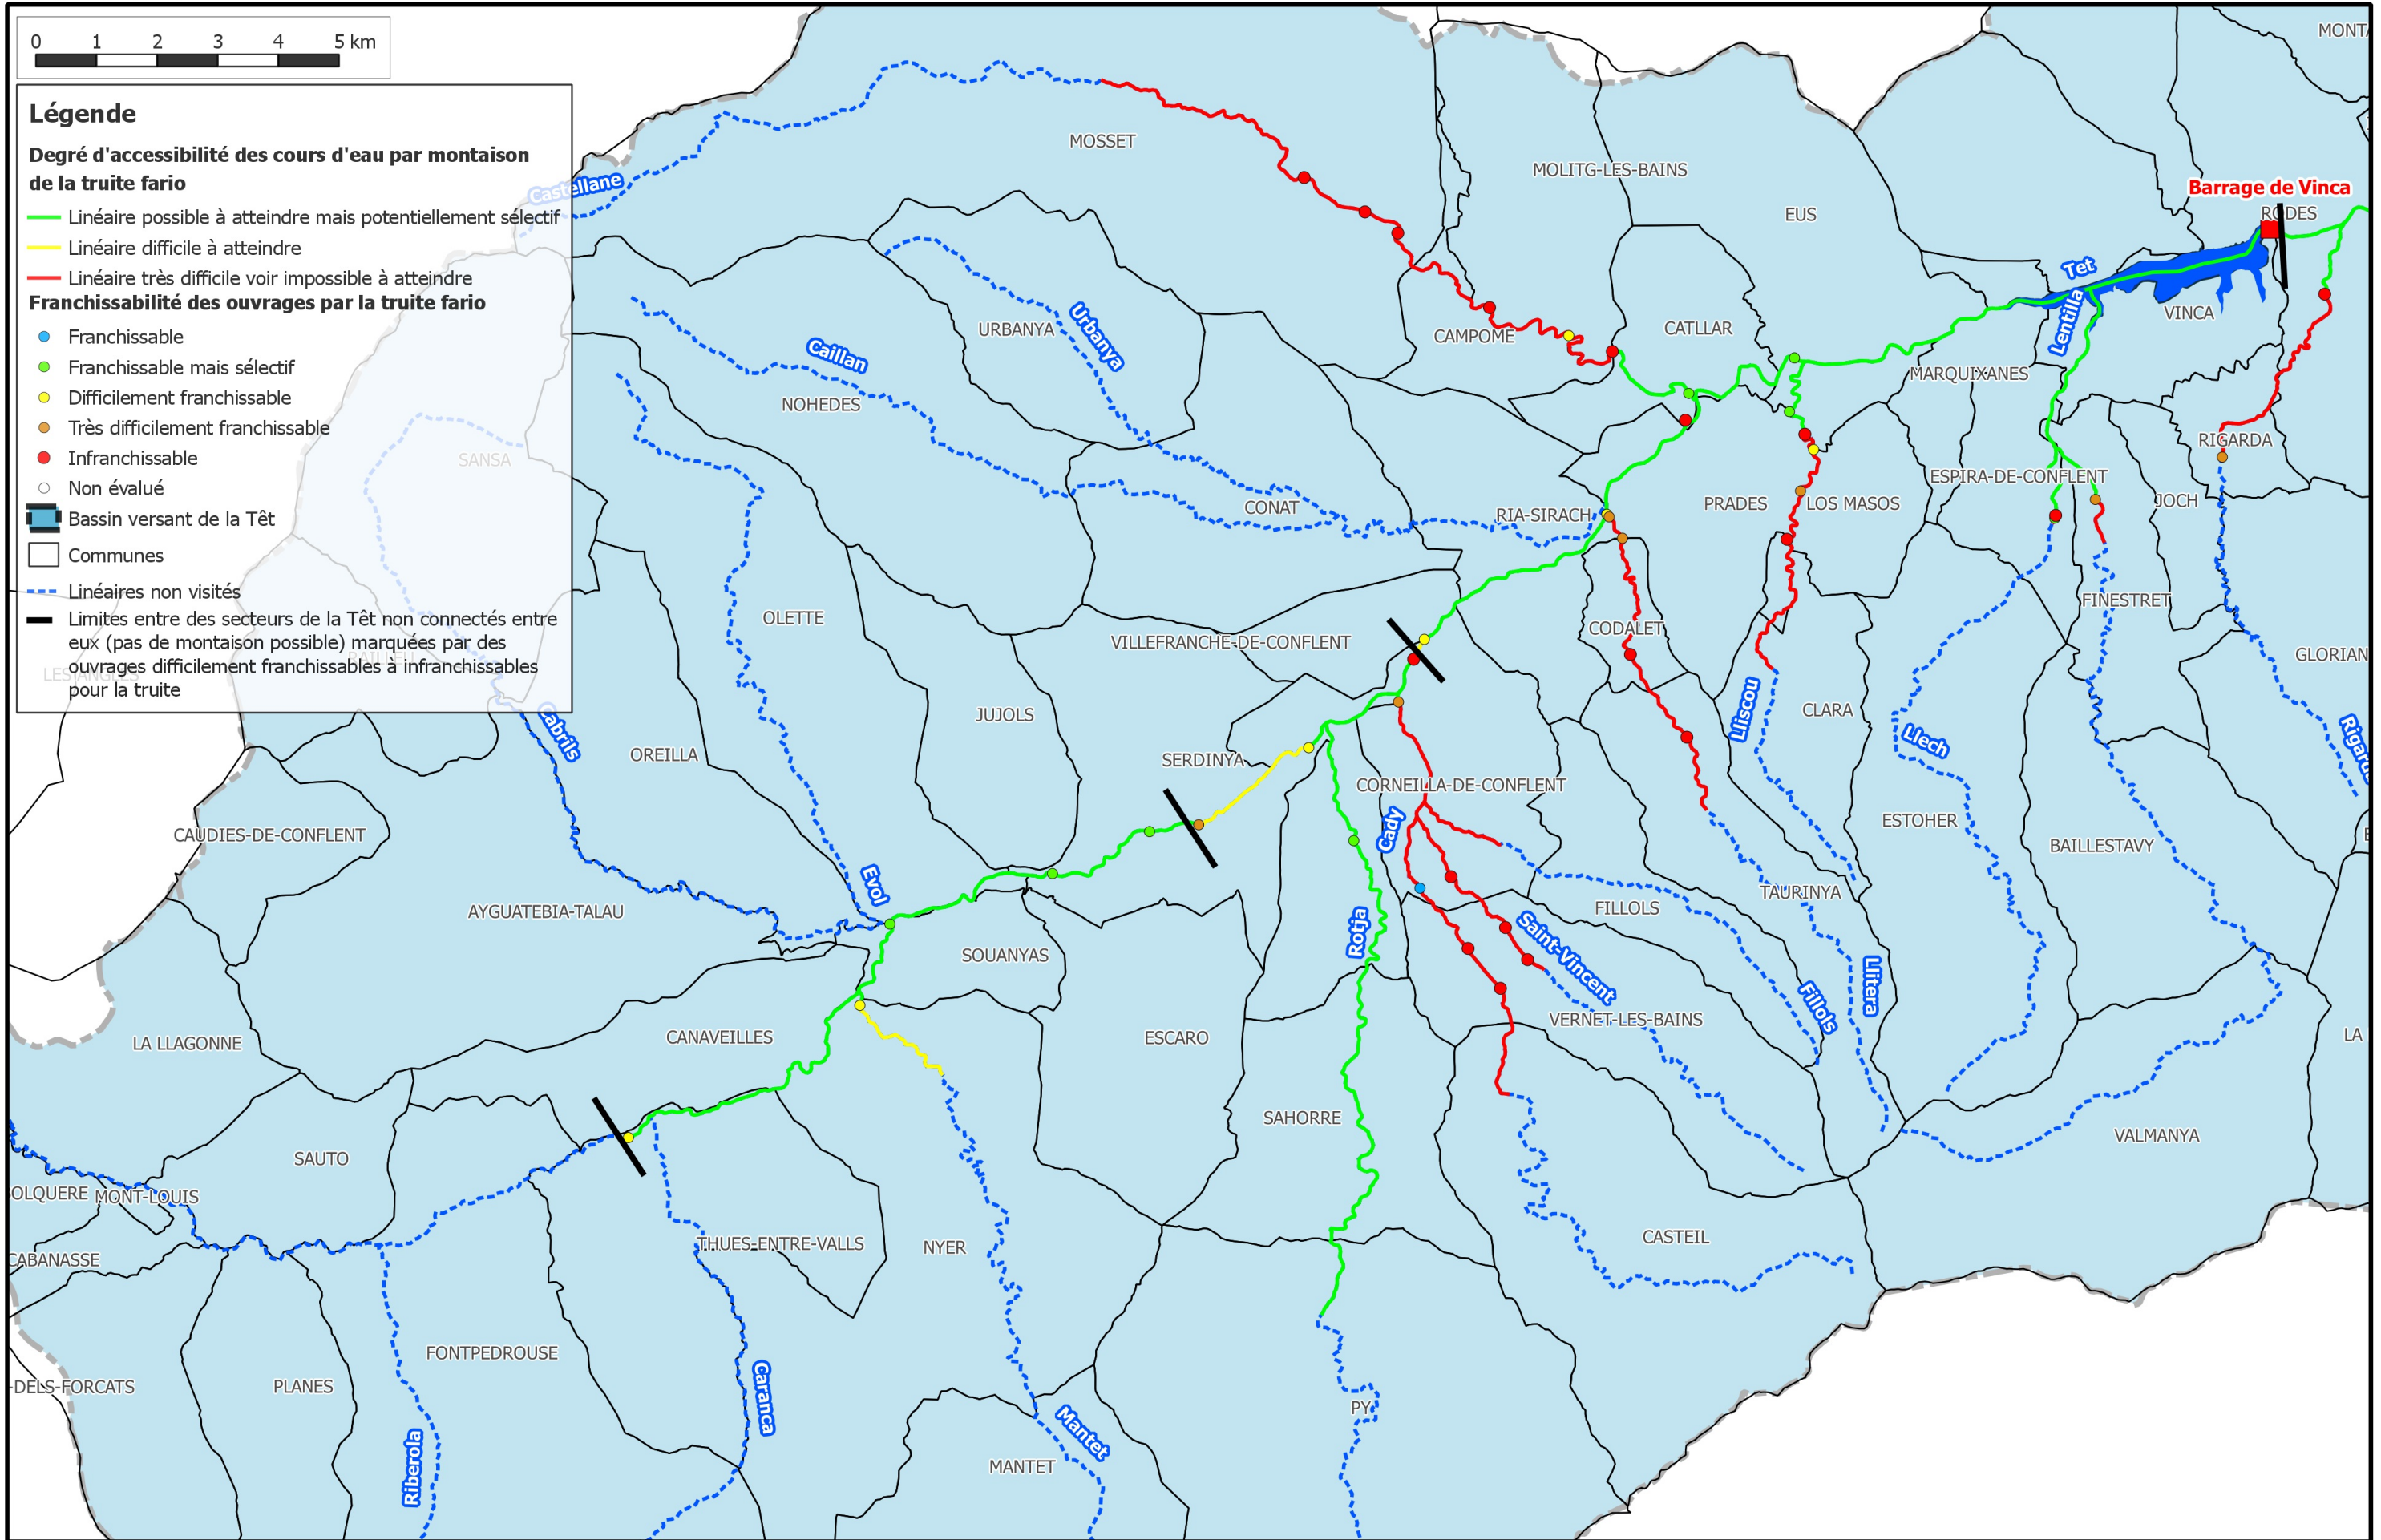 0 1 2 3 4 5 km
Légende
Degré d'accessibilité des cours d'eau par montaison
de la truite fario
Linéaire possible à atteindre mais potentiellement sélectif
Linéaire difficile à atteindre
Linéaire très difficile voir impossible à atteindre
Franchissabilité des ouvrages par la truite fario
Franchissable
Franchissable mais sélectif
Difficilement franchissable
Très difficilement franchissable
Infranchissable
Non évalué
Bassin versant de la Têt
Communes
Linéaires non visités
Limites entre des secteurs de la Têt non connectés entre
eux (pas de montaison possible) marquées par des
ouvrages difficilement franchissables à infranchissables
pour la truite
MONTA
MOSSET
MOLITG-LES-BAINS
Castellane
Barrage de Vinca
RODES
EUS
Tet
Lentilla
VINCA
URBANYA
Urbanya
CAMPOME
CATLLAR
Caillan
MARQUIXANES
NOHEDES
RIGARDA
SANSA
ESPIRA-DE-CONFLENT
CONAT
RIA-SIRACH
PRADES
LOS MASOS
JOCH
FINESTRET
OLETTE
CODALET
VILLEFRANCHE-DE-CONFLENT
GLORIAN
RAILLEU
LES ANGLES
JUJOLS
Lliscou
CLARA
Cabrils
Llech
Rigard
OREILLA
SERDINYA
CORNEILLA-DE-CONFLENT
ESTOHER
CAUDIES-DE-CONFLENT
Cady
BAILLESTAVY
Evol
TAURINYA
FILLOLS
AYGUATEBIA-TALAU
Rotja
Saint-Vincent
SOUANYAS
Llitera
Fillols
VERNET-LES-BAINS
CANAVEILLES
ESCARO
LA LLAGONNE
LA
SAHORRE
VALMANYA
SAUTO
BOLQUERE
MONT-LOUIS
CASTEIL
THUES-ENTRE-VALLS
NYER
CABANASSE
FONTPEDROUSE
-DELS-FORCATS
PLANES
Caranca
PY
Mantet
MANTET
Riberola